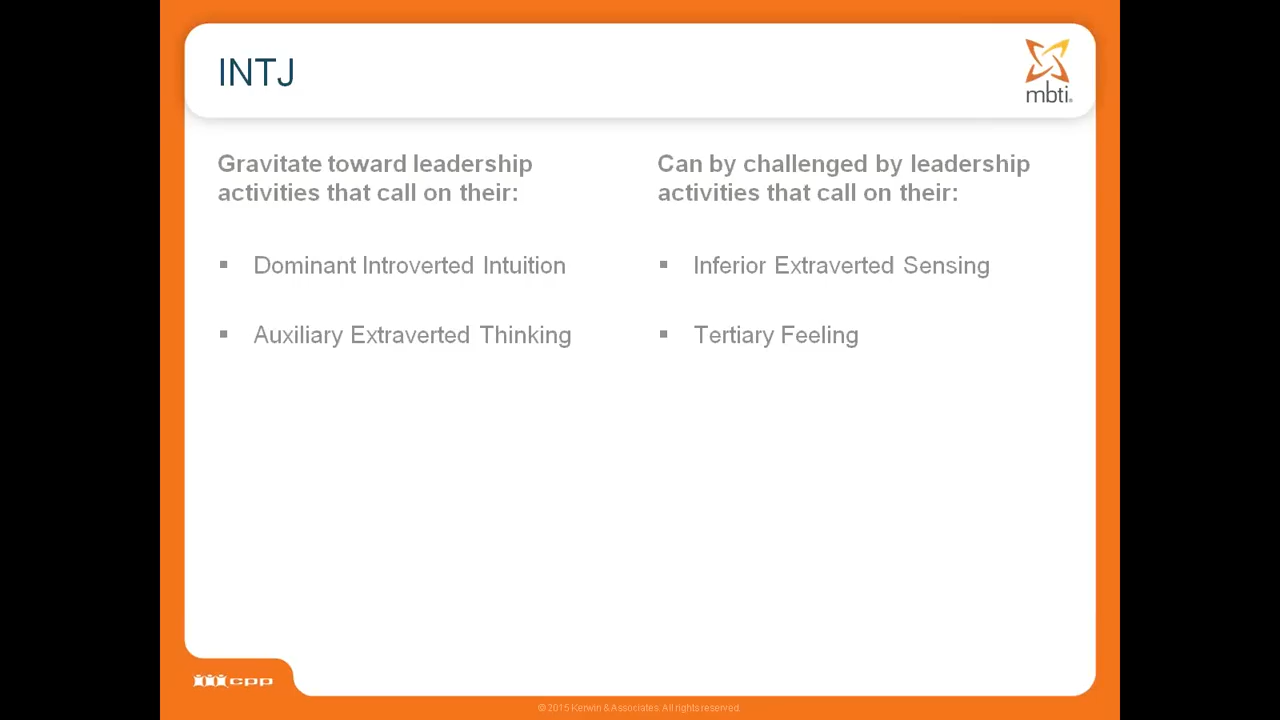 INTJ
mbti®
Gravitate toward leadership
activities that call on their:
▪ Dominant Introverted Intuition
▪ Auxiliary Extraverted Thinking
Can by challenged by leadership
activities that call on their:
▪ Inferior Extraverted Sensing
▪ Tertiary Feeling
cpp
© 2015 Kerwin & Associates. All rights reserved.